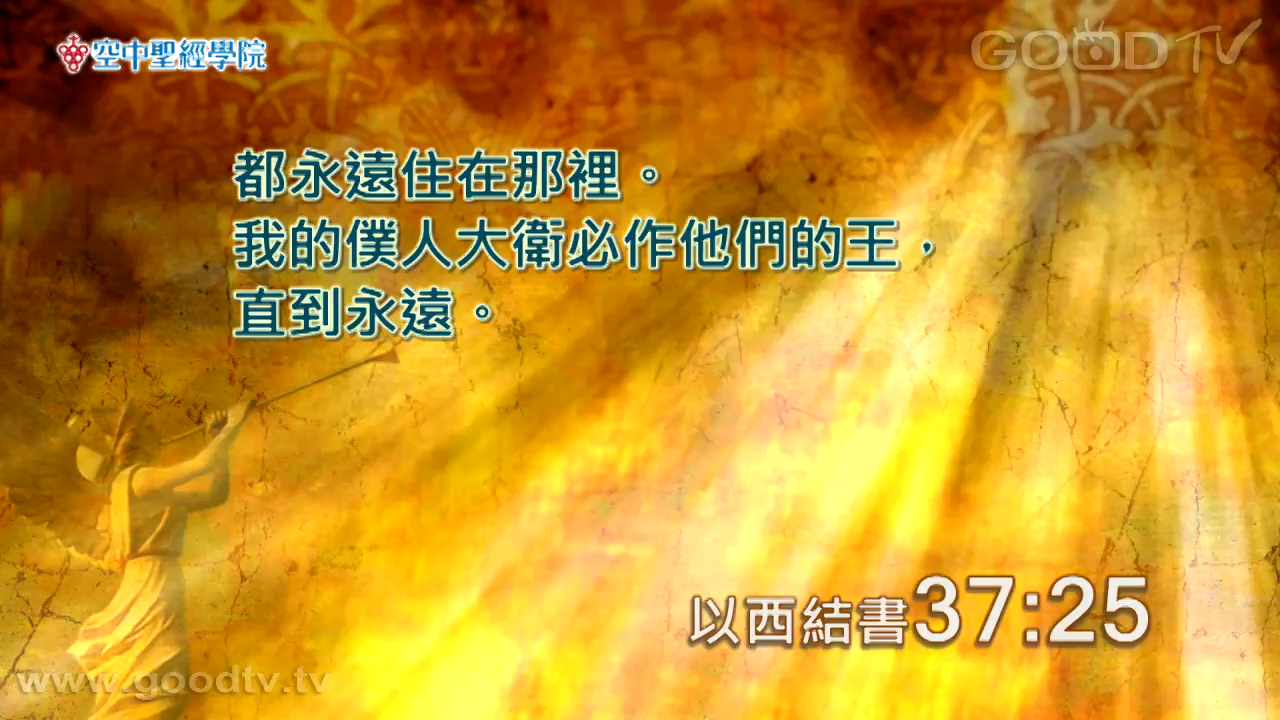 空中聖經學院
GOOD TV
都永遠住在那裡。
我的僕人大衛必作他們的王，
直到永遠。
以西結書37:25
www.goodtv.tv